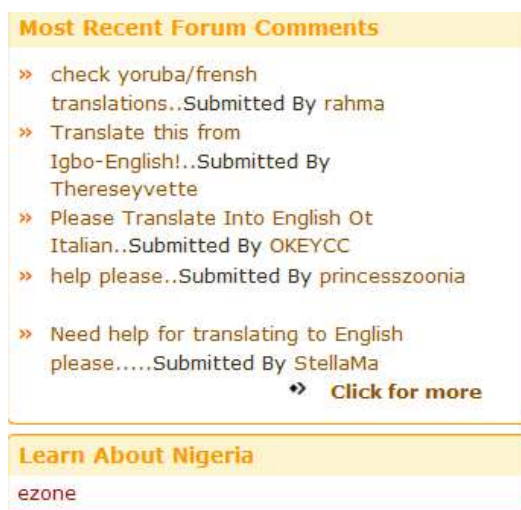 Most Recent Forum Comments
» check yoruba/frensh
translations..Submitted By rahma
» Translate this from
Igbo-English!..Submitted By
Thereseyvette
» Please Translate Into English Ot
Italian..Submitted By OKEYCC
» help please..Submitted By princesszoonia
» Need help for translating to English
please.....Submitted By StellaMa
Click for more
Learn About Nigeria
ezone